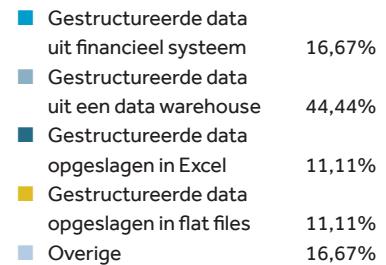 Gestructureerde data
uit financieel systeem 16,67%
Gestructureerde data
uit een data warehouse 44,44%
Gestructureerde data
opgeslagen in Excel 11,11%
Gestructureerde data
opgeslagen in flat files 11,11%
Overige 16,67%